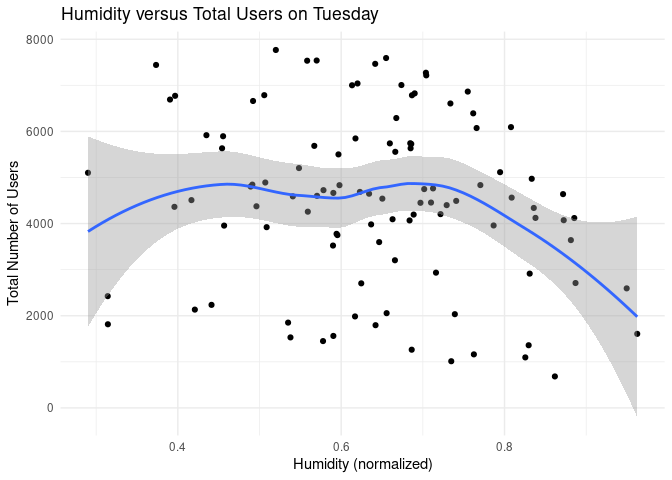 Humidity versus Total Users on Tuesday
8000
6000
4000
2000
0
Total Number of Users
0.4 0.6 0.8
Humidity (normalized)